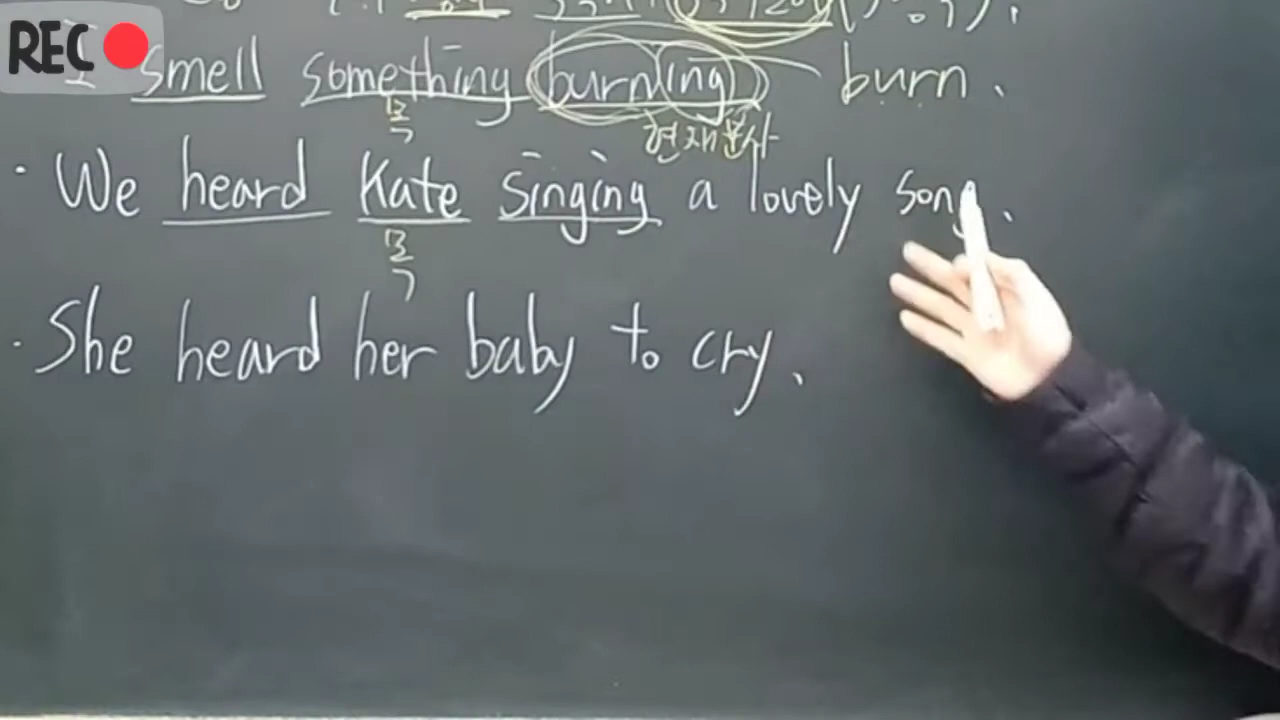 REC
I smell something burning burn.
목
현재분사
· We heard Kate singing a lovely song.
목
· She heard her baby to cry.